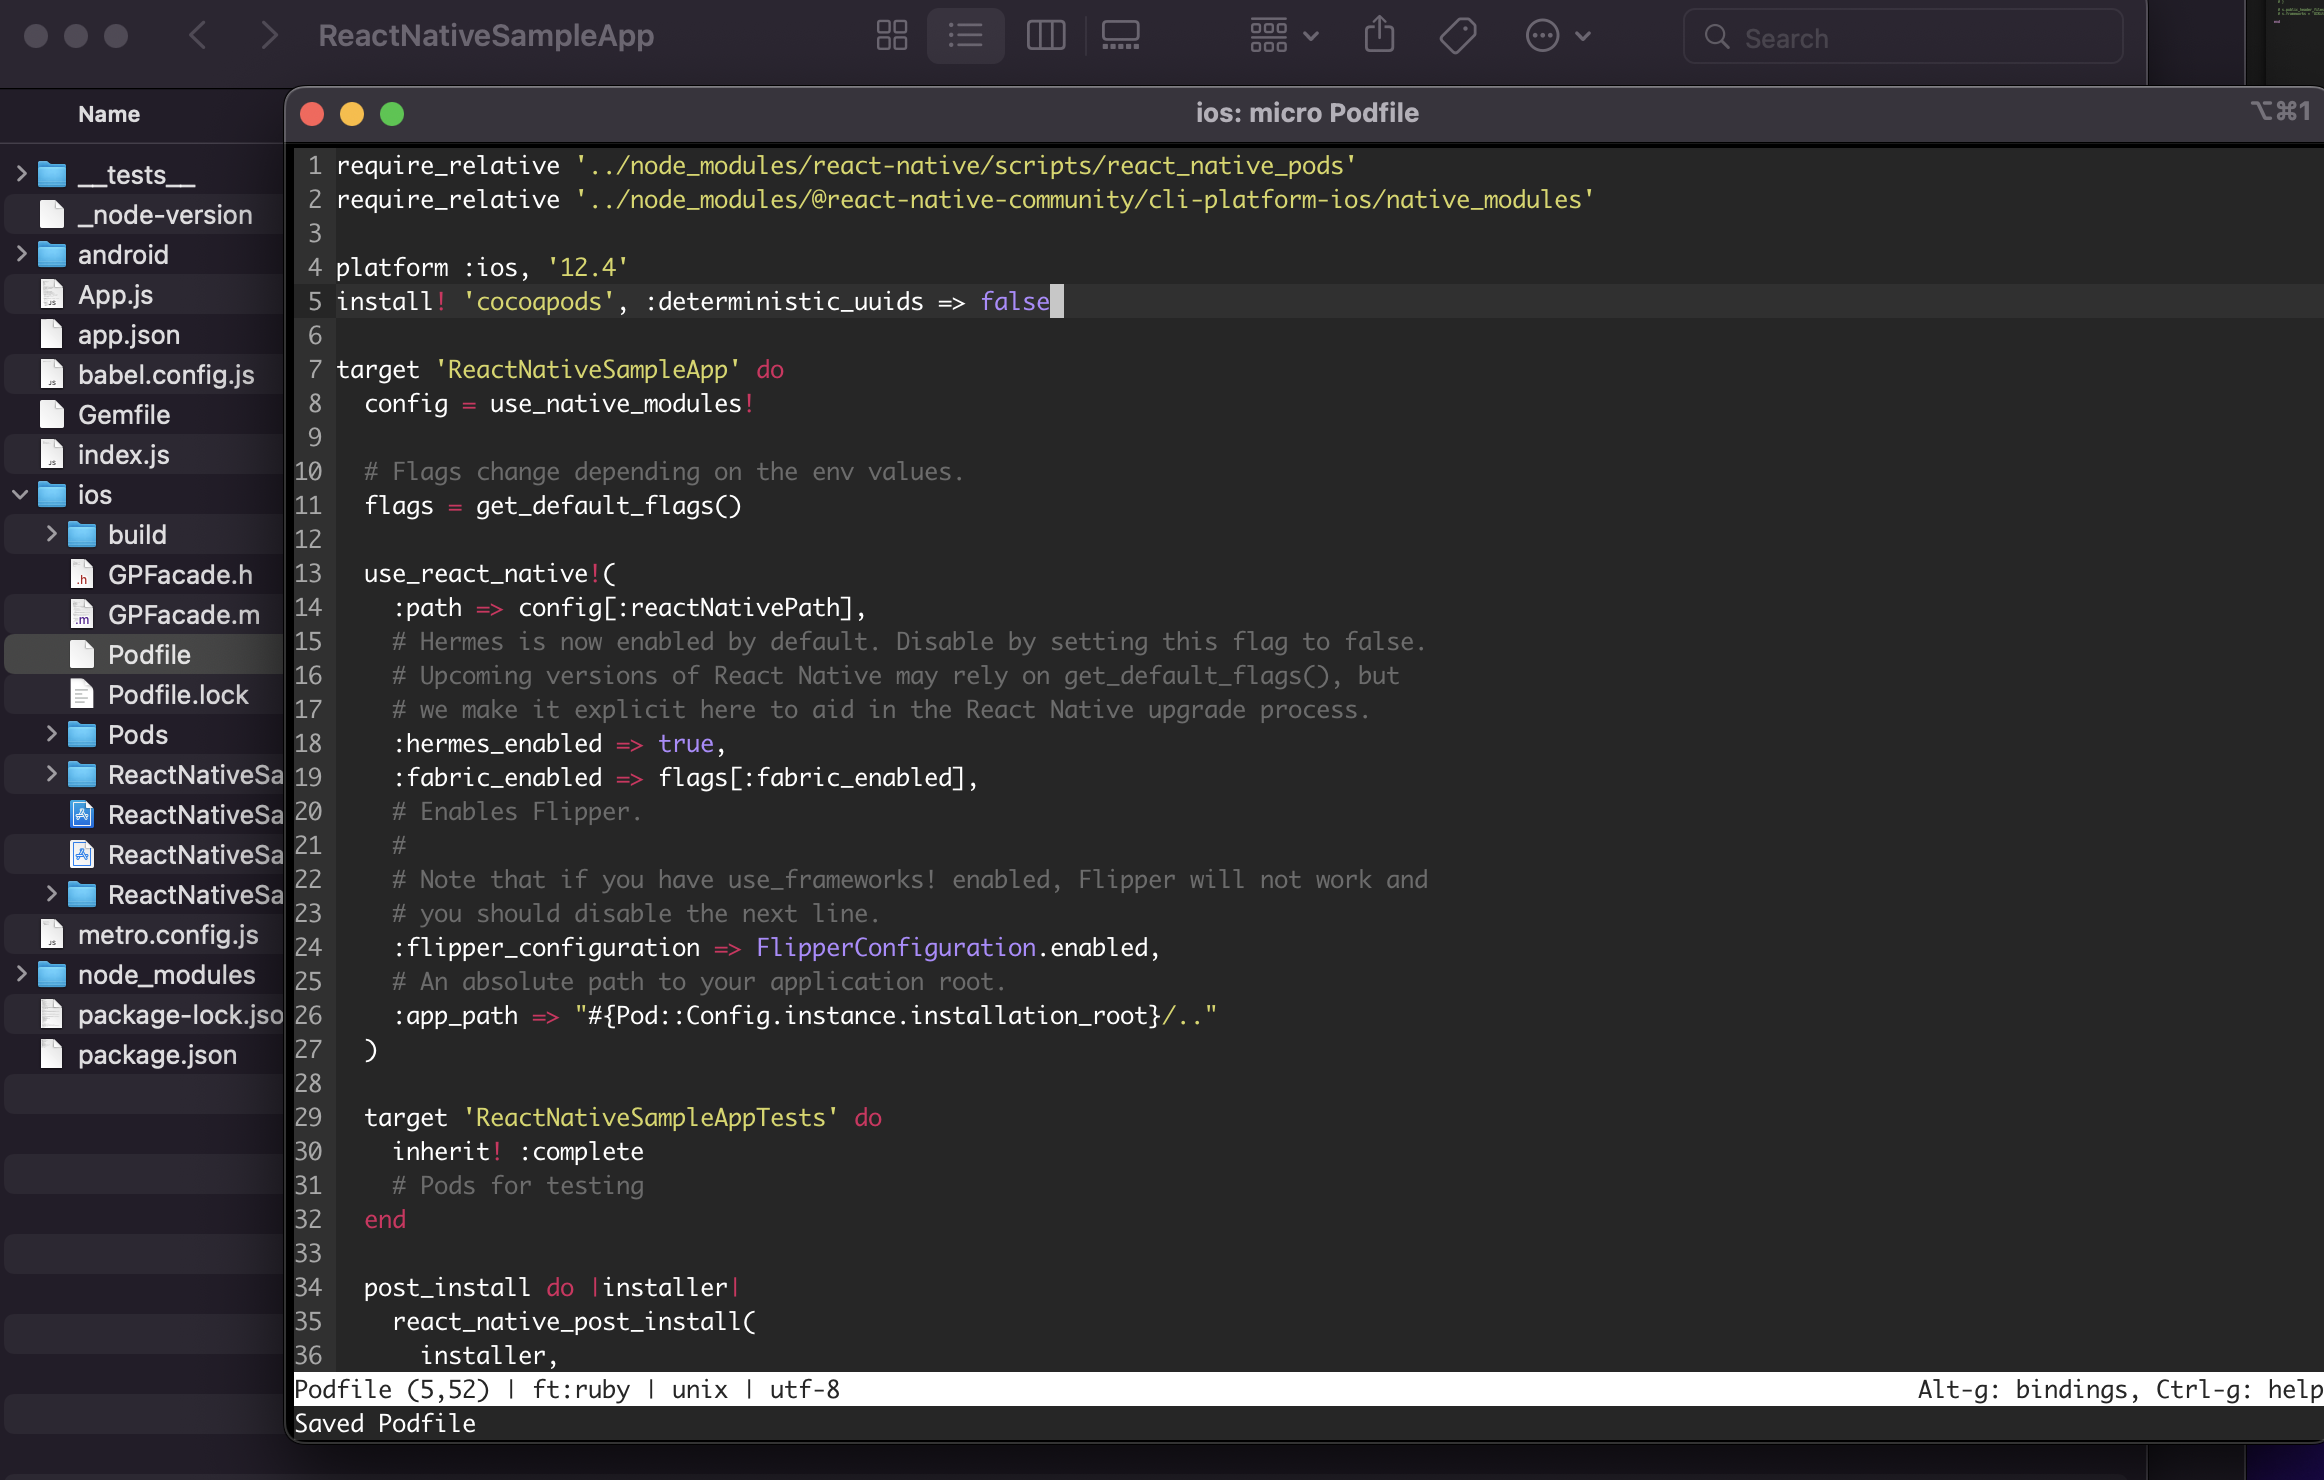 ReactNativeSampleApp
Search
Name
__tests__
_node-version
android
App.js
app.json
babel.config.js
Gemfile
index.js
ios
build
GPFacade.h
GPFacade.m
Podfile
Podfile.lock
Pods
ReactNativeSa
ReactNativeSa
ReactNativeSa
ReactNativeSa
metro.config.js
node_modules
package-lock.jso
package.json
ios: micro Podfile
⌥⌘1
1 require_relative '../node_modules/react-native/scripts/react_native_pods'
2 require_relative '../node_modules/@react-native-community/cli-platform-ios/native_modules'
3
4 platform :ios, '12.4'
5 install! 'cocoapods', :deterministic_uuids => false
6
7 target 'ReactNativeSampleApp' do
8   config = use_native_modules!
9
10   # Flags change depending on the env values.
11   flags = get_default_flags()
12
13   use_react_native!(
14     :path => config[:reactNativePath],
15     # Hermes is now enabled by default. Disable by setting this flag to false.
16     # Upcoming versions of React Native may rely on get_default_flags(), but
17     # we make it explicit here to aid in the React Native upgrade process.
18     :hermes_enabled => true,
19     :fabric_enabled => flags[:fabric_enabled],
20     # Enables Flipper.
21     #
22     # Note that if you have use_frameworks! enabled, Flipper will not work and
23     # you should disable the next line.
24     :flipper_configuration => FlipperConfiguration.enabled,
25     # An absolute path to your application root.
26     :app_path => "#{Pod::Config.instance.installation_root}/.."
27   )
28
29   target 'ReactNativeSampleAppTests' do
30     inherit! :complete
31     # Pods for testing
32   end
33
34   post_install do |installer|
35     react_native_post_install(
36       installer,
Podfile (5,52) | ft:ruby | unix | utf-8
Alt-g: bindings, Ctrl-g: help
Saved Podfile